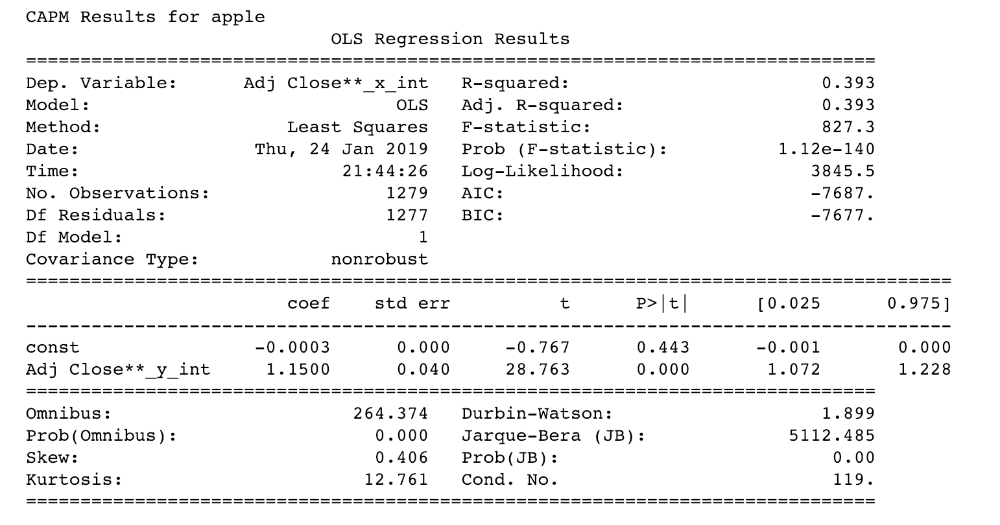 CAPM Results for apple
OLS Regression Results
==============================================================================
Dep. Variable:      Adj Close**_x_int   R-squared:                       0.393
Model:                            OLS   Adj. R-squared:                  0.393
Method:                 Least Squares   F-statistic:                     827.3
Date:                Thu, 24 Jan 2019   Prob (F-statistic):          1.12e-140
Time:                        21:44:26   Log-Likelihood:                 3845.5
No. Observations:                1279   AIC:                            -7687.
Df Residuals:                    1277   BIC:                            -7677.
Df Model:                           1
Covariance Type:            nonrobust
=====================================================================================
                        coef    std err          t      P>|t|      [0.025      0.975]
-------------------------------------------------------------------------------------
const                -0.0003      0.000     -0.767      0.443      -0.001       0.000
Adj Close**_y_int     1.1500      0.040     28.763      0.000       1.072       1.228
==============================================================================
Omnibus:                      264.374   Durbin-Watson:                   1.899
Prob(Omnibus):                  0.000   Jarque-Bera (JB):             5112.485
Skew:                           0.406   Prob(JB):                         0.00
Kurtosis:                      12.761   Cond. No.                         119.
==============================================================================